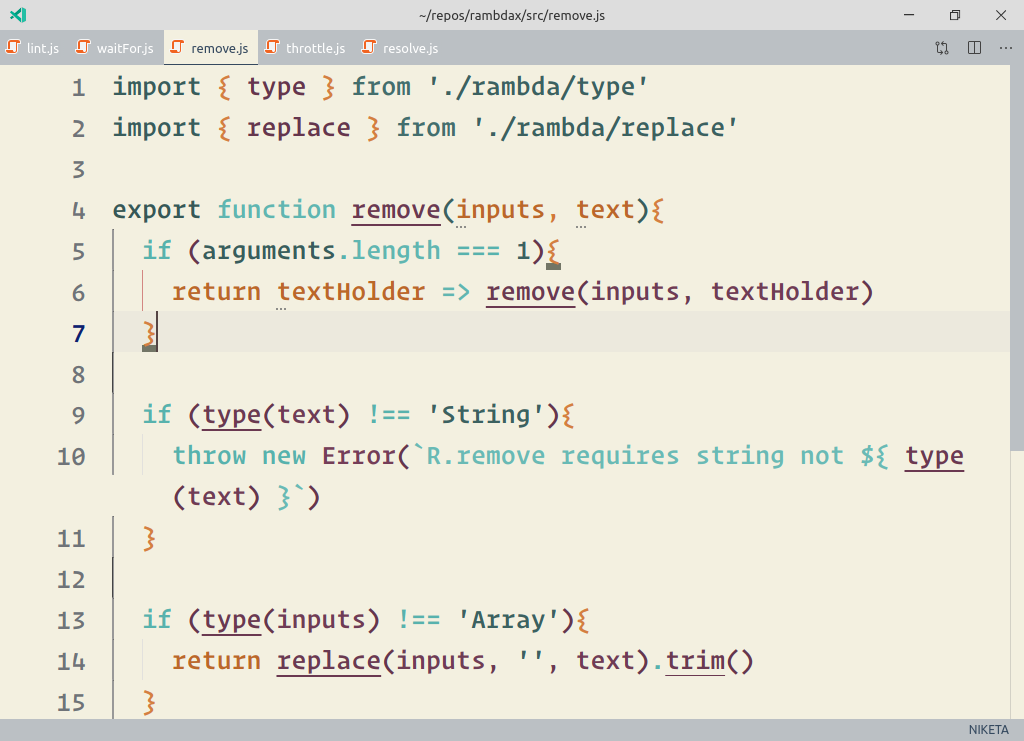 ~/repos/rambdax/src/remove.js
lint.js waitFor.js remove.js throttle.js resolve.js
1 import { type } from './rambda/type'
2 import { replace } from './rambda/replace'
3
4 export function remove(inputs, text){
5 if (arguments.length === 1){
6 return textHolder => remove(inputs, textHolder)
7 }
8
9 if (type(text) !== 'String'){
10 throw new Error(`R.remove requires string not ${ type
(text) }`)
11 }
12
13 if (type(inputs) !== 'Array'){
14 return replace(inputs, '', text).trim()
15 }
NIKETA